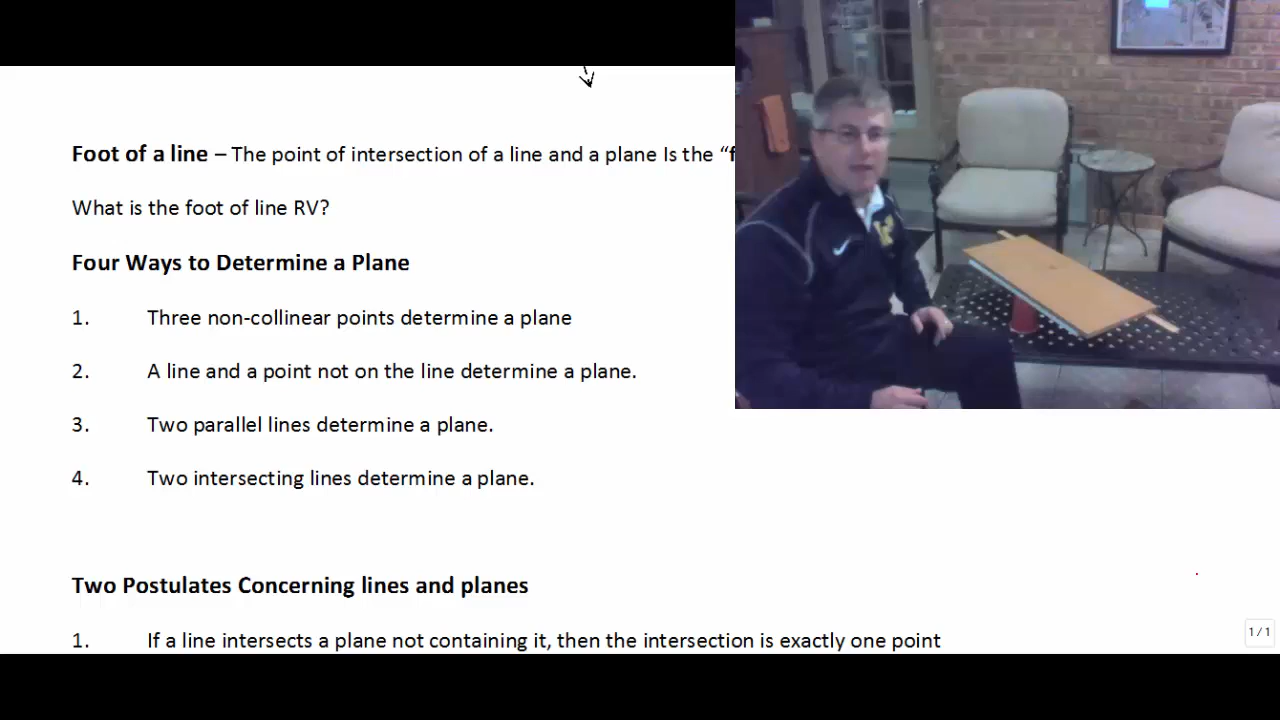 Foot of a line – The point of intersection of a line and a plane Is the “f
What is the foot of line RV?
Four Ways to Determine a Plane
1. Three non-collinear points determine a plane
2. A line and a point not on the line determine a plane.
3. Two parallel lines determine a plane.
4. Two intersecting lines determine a plane.
Two Postulates Concerning lines and planes
1. If a line intersects a plane not containing it, then the intersection is exactly one point
1 / 1